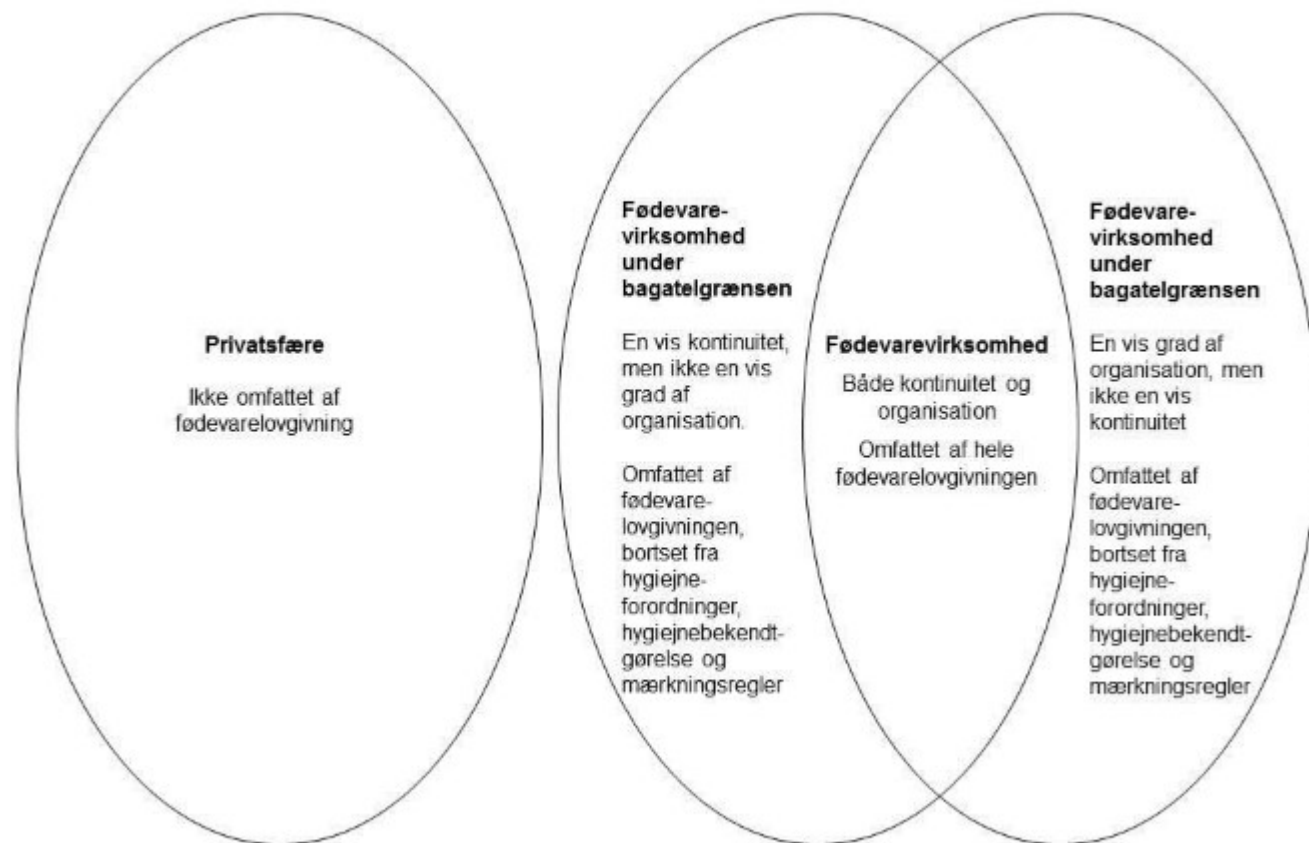 Privatsfære
Ikke omfattet af
fødevarelovgivning
Fødevare-
virksomhed
under
bagatelgrænsen
En vis kontinuitet,
men ikke en vis
grad af
organisation.
Omfattet af
fødevare-
lovgivningen,
bortset fra
hygiejne-
forordninger,
hygiejnebekendt-
gørelse og
mærkningsregler
Fødevarevirksomhed
Både kontinuitet og
organisation
Omfattet af hele
fødevarelovgivningen
Fødevare-
virksomhed
under
bagatelgrænsen
En vis grad af
organisation, men
ikke en vis
kontinuitet
Omfattet af
fødevare-
lovgivningen,
bortset fra
hygiejne-
forordninger,
hygiejnebekendt-
gørelse og
mærkningsregler